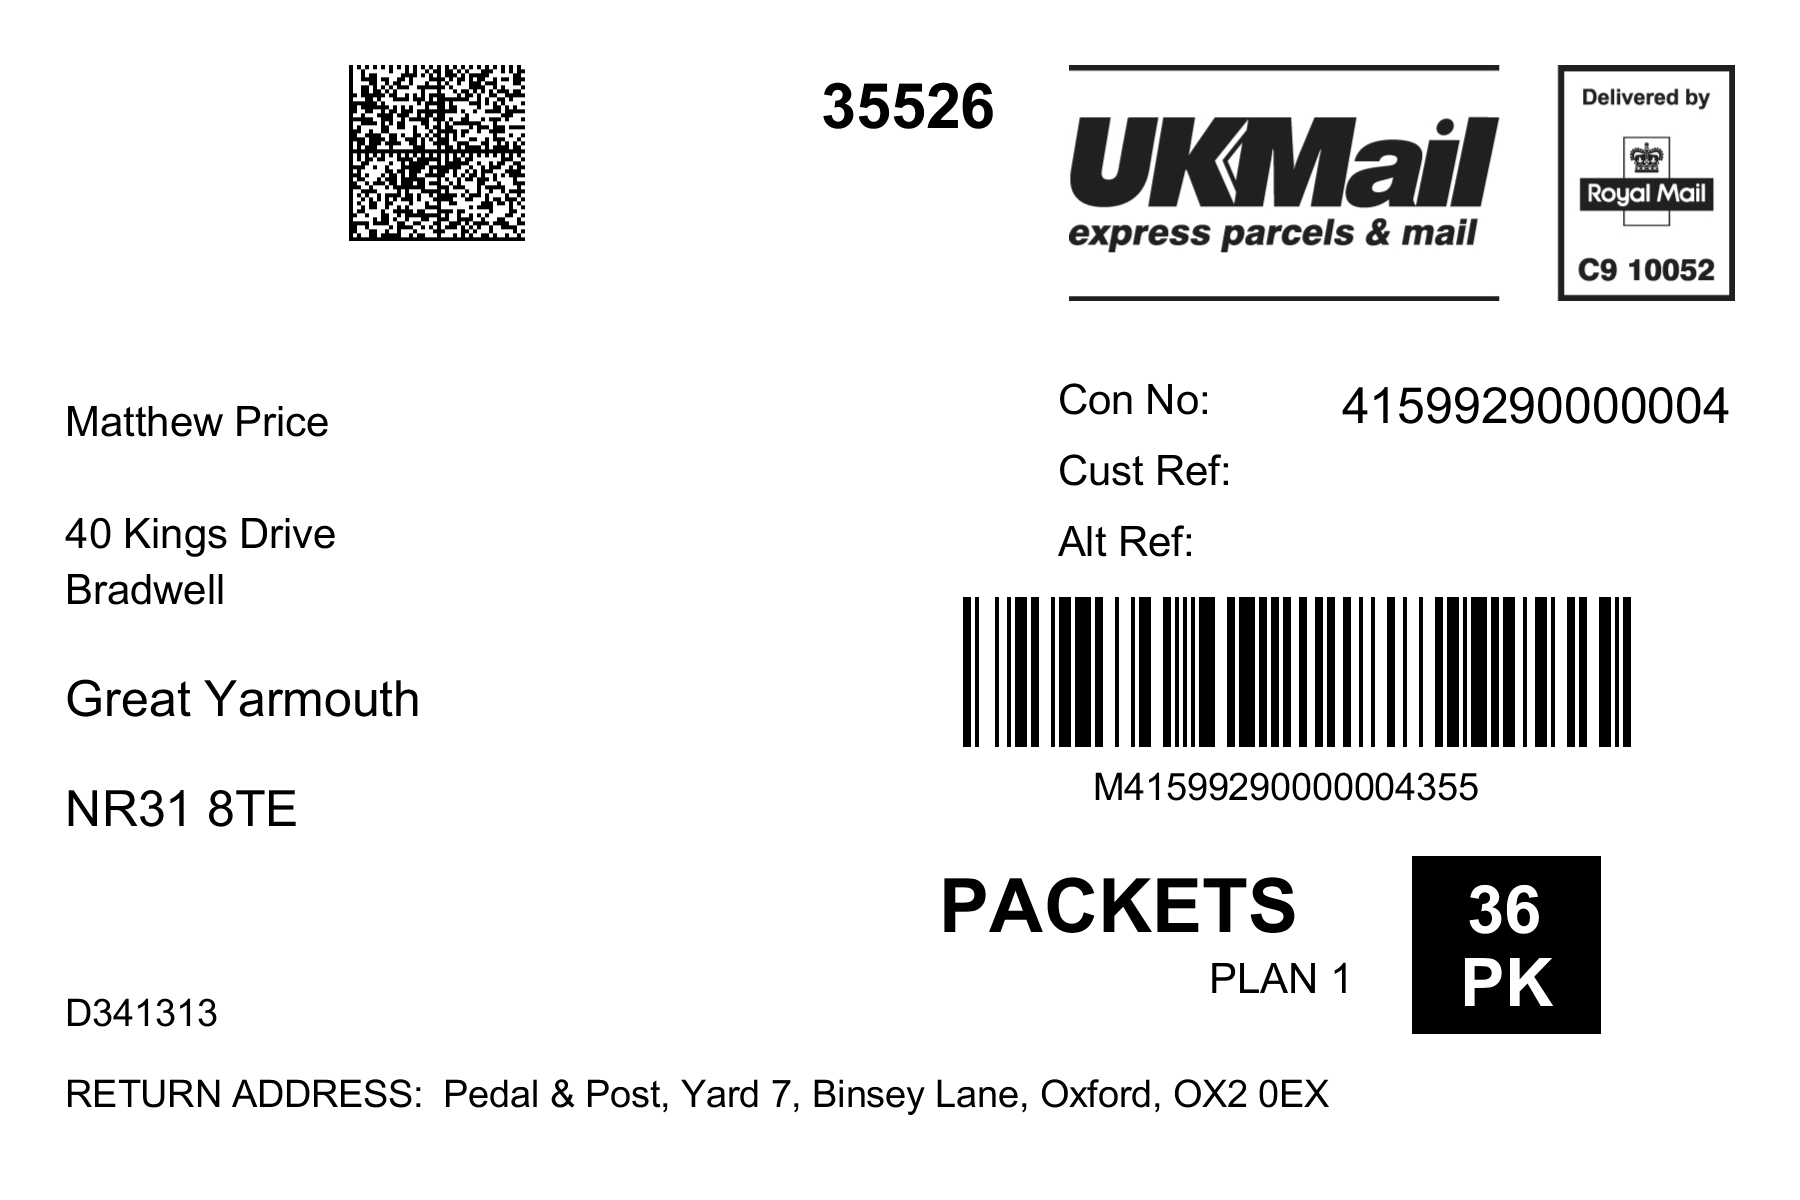 35526
UKMail
express parcels & mail
Delivered by
Royal Mail
C9 10052
Matthew Price
40 Kings Drive
Bradwell
Great Yarmouth
NR31 8TE
Con No: 41599290000004
Cust Ref:
Alt Ref:
M41599290000004355
PACKETS
PLAN 1
36
PK
D341313
RETURN ADDRESS: Pedal & Post, Yard 7, Binsey Lane, Oxford, OX2 0EX